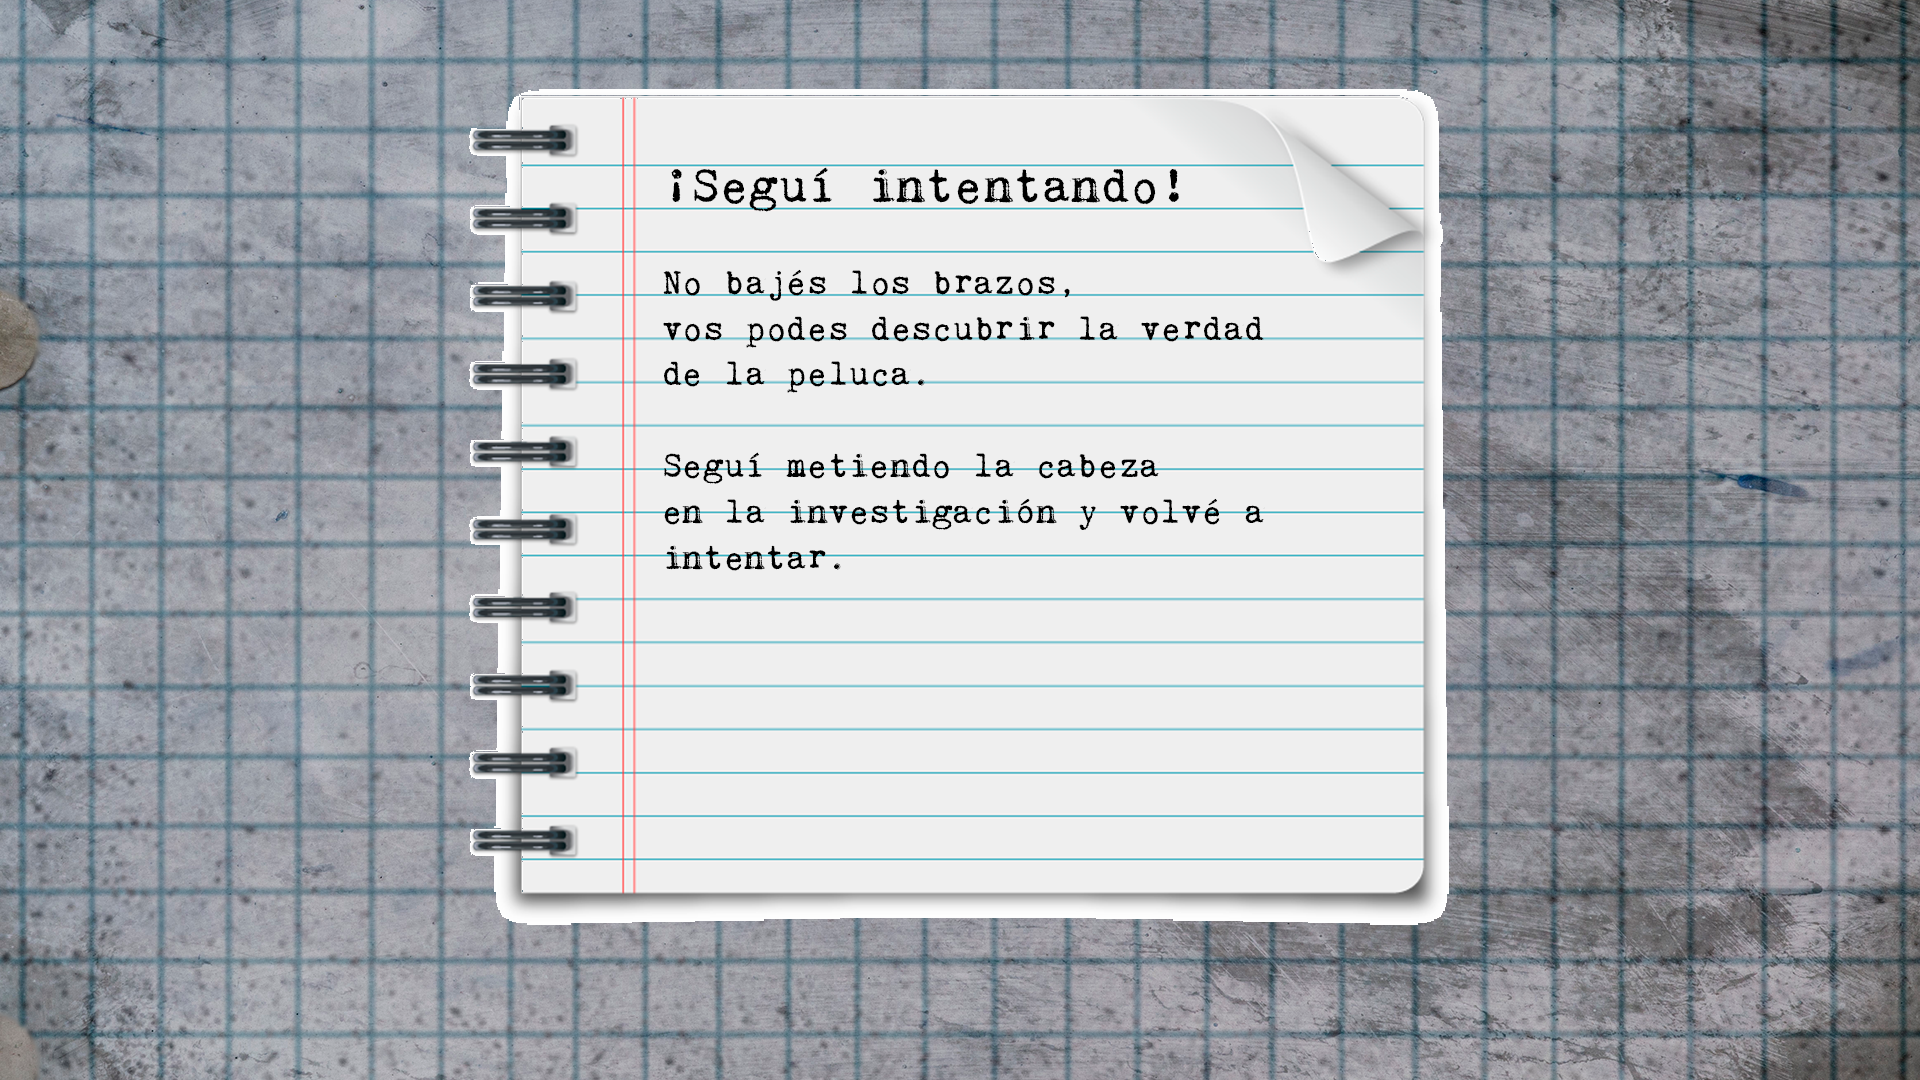 ¡Seguí intentando!
No bajés los brazos,
vos podes descubrir la verdad
de la peluca.
Seguí metiendo la cabeza
en la investigación y volvé a
intentar.